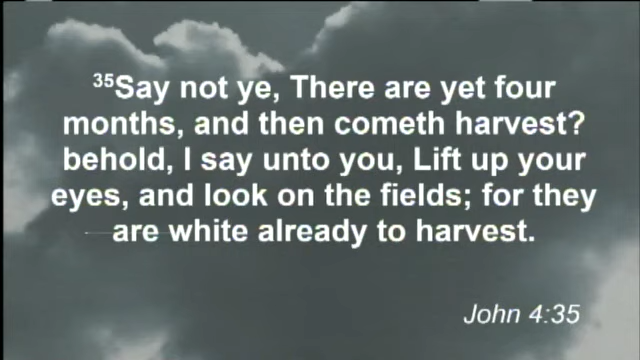 35Say not ye, There are yet four
months, and then cometh harvest?
behold, I say unto you, Lift up your
eyes, and look on the fields; for they
are white already to harvest.
John 4:35